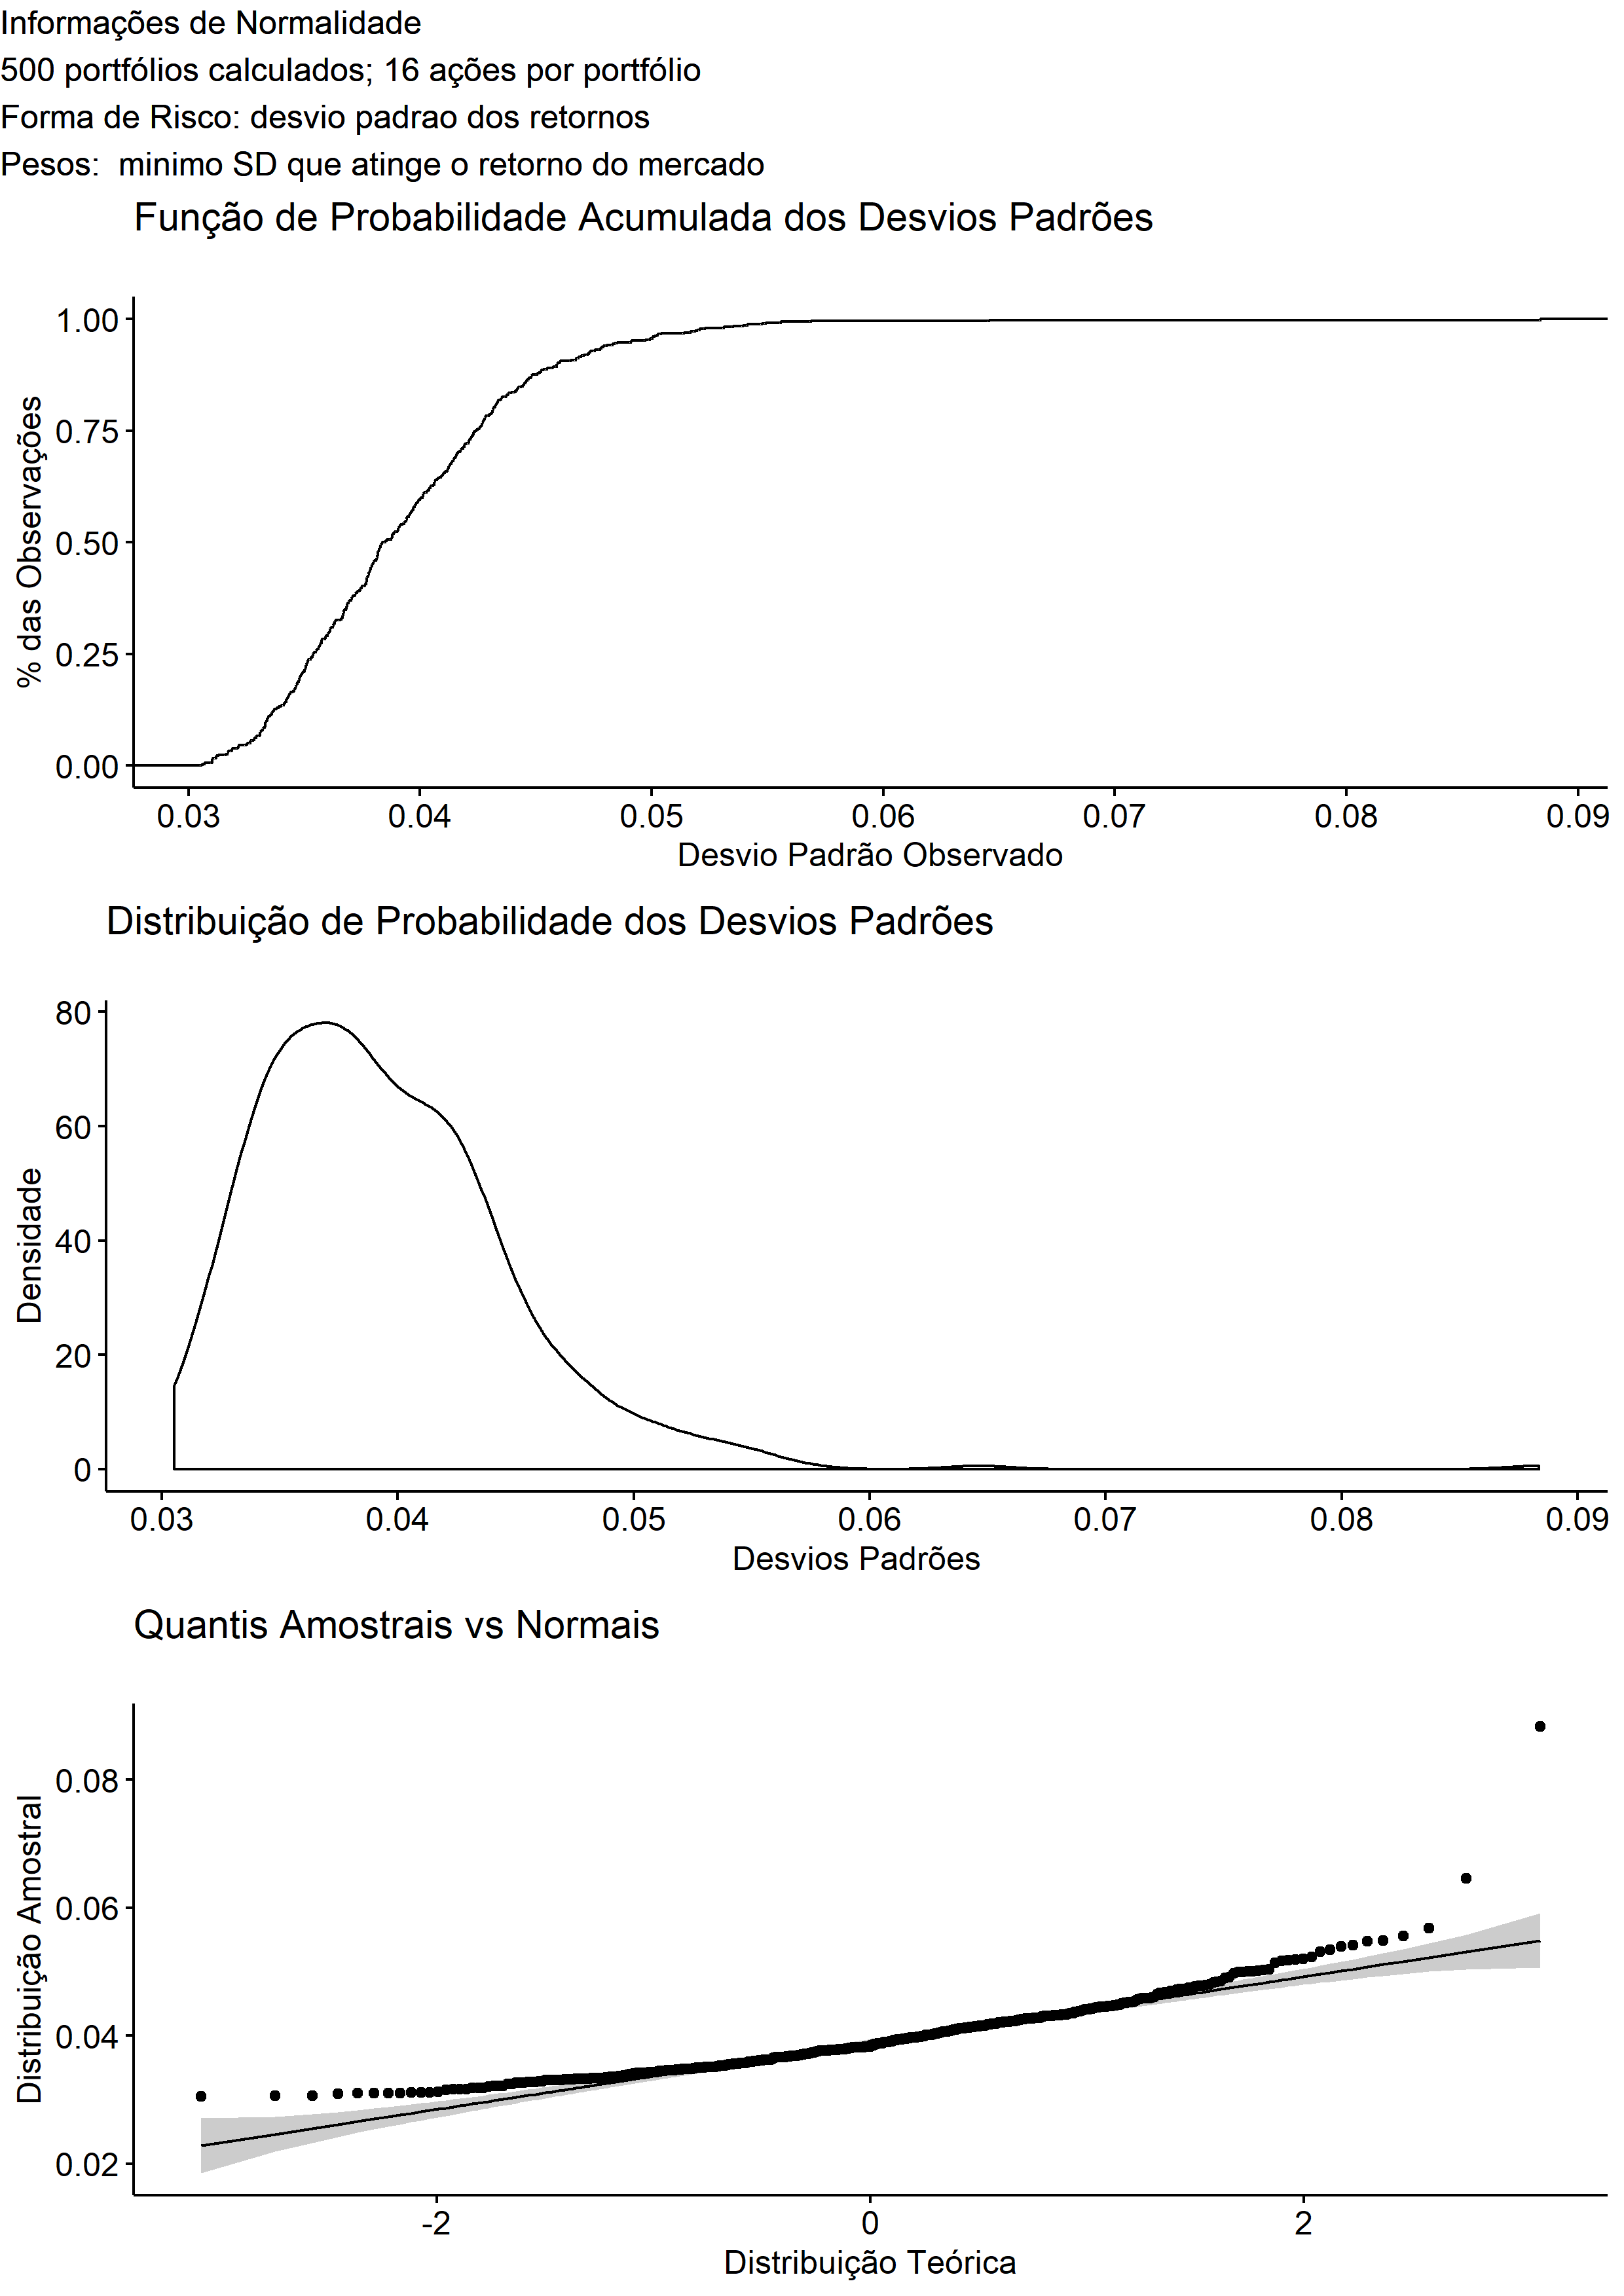 Informações de Normalidade
500 portfólios calculados; 16 ações por portfólio
Forma de Risco: desvio padrao dos retornos
Pesos:  minimo SD que atinge o retorno do mercado
Função de Probabilidade Acumulada dos Desvios Padrões
% das Observações
1.00
0.75
0.50
0.25
0.00
0.03 0.04 0.05 0.06 0.07 0.08 0.09
Desvio Padrão Observado
Distribuição de Probabilidade dos Desvios Padrões
Densidade
80
60
40
20
0
0.03 0.04 0.05 0.06 0.07 0.08 0.09
Desvios Padrões
Quantis Amostrais vs Normais
Distribuição Amostral
0.08
0.06
0.04
0.02
-2 0 2
Distribuição Teórica